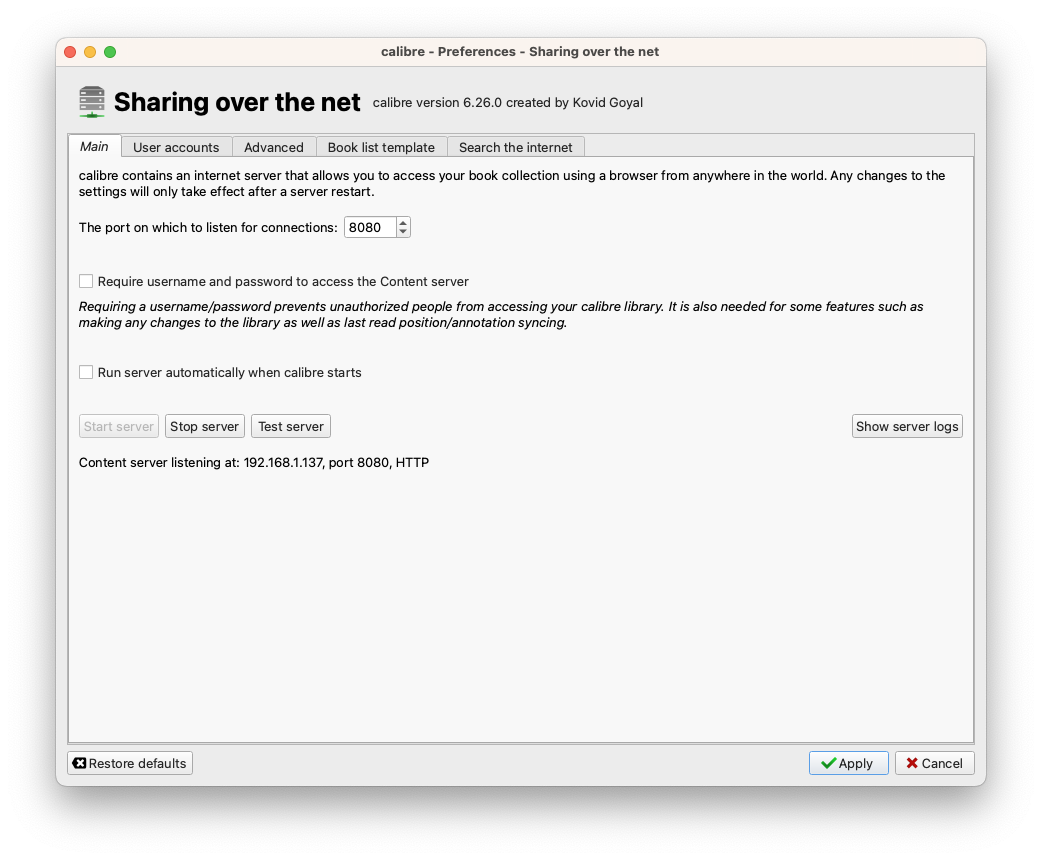 calibre - Preferences - Sharing over the net
Sharing over the net calibre version 6.26.0 created by Kovid Goyal
Main User accounts Advanced Book list template Search the internet
calibre contains an internet server that allows you to access your book collection using a browser from anywhere in the world. Any changes to the
settings will only take effect after a server restart.
The port on which to listen for connections: 8080
Require username and password to access the Content server
Requiring a username/password prevents unauthorized people from accessing your calibre library. It is also needed for some features such as
making any changes to the library as well as last read position/annotation syncing.
Run server automatically when calibre starts
Start server Stop server Test server Show server logs
Content server listening at: 192.168.1.137, port 8080, HTTP
Restore defaults Apply Cancel